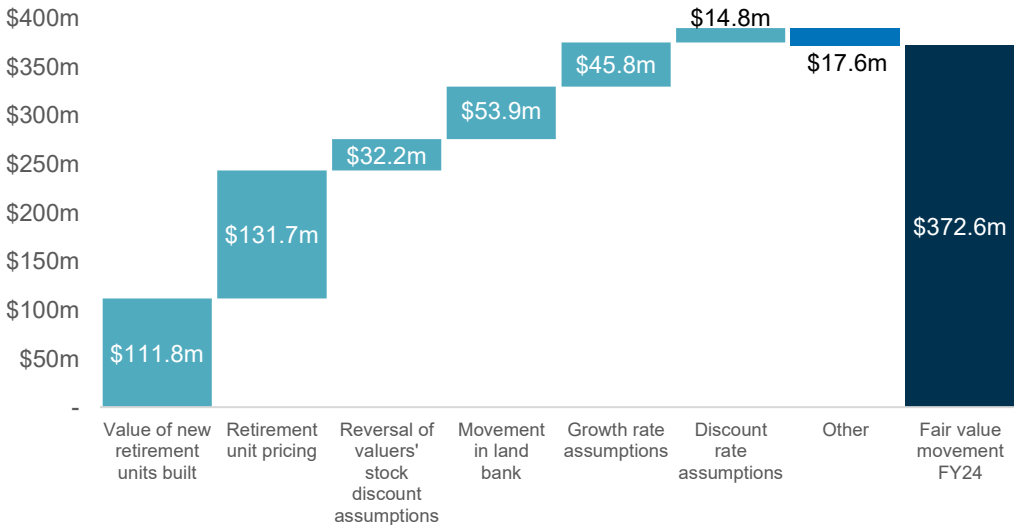 $400m
$350m
$300m
$250m
$200m
$150m
$100m
$50m
-
$111.8m
$131.7m
$32.2m
$53.9m
$45.8m
$14.8m
$17.6m
$372.6m
Value of new
retirement
units built
Retirement
unit pricing
Reversal of
valuers'
stock
discount
assumptions
Movement
in land
bank
Growth rate
assumptions
Discount
rate
assumptions
Other
Fair value
movement
FY24